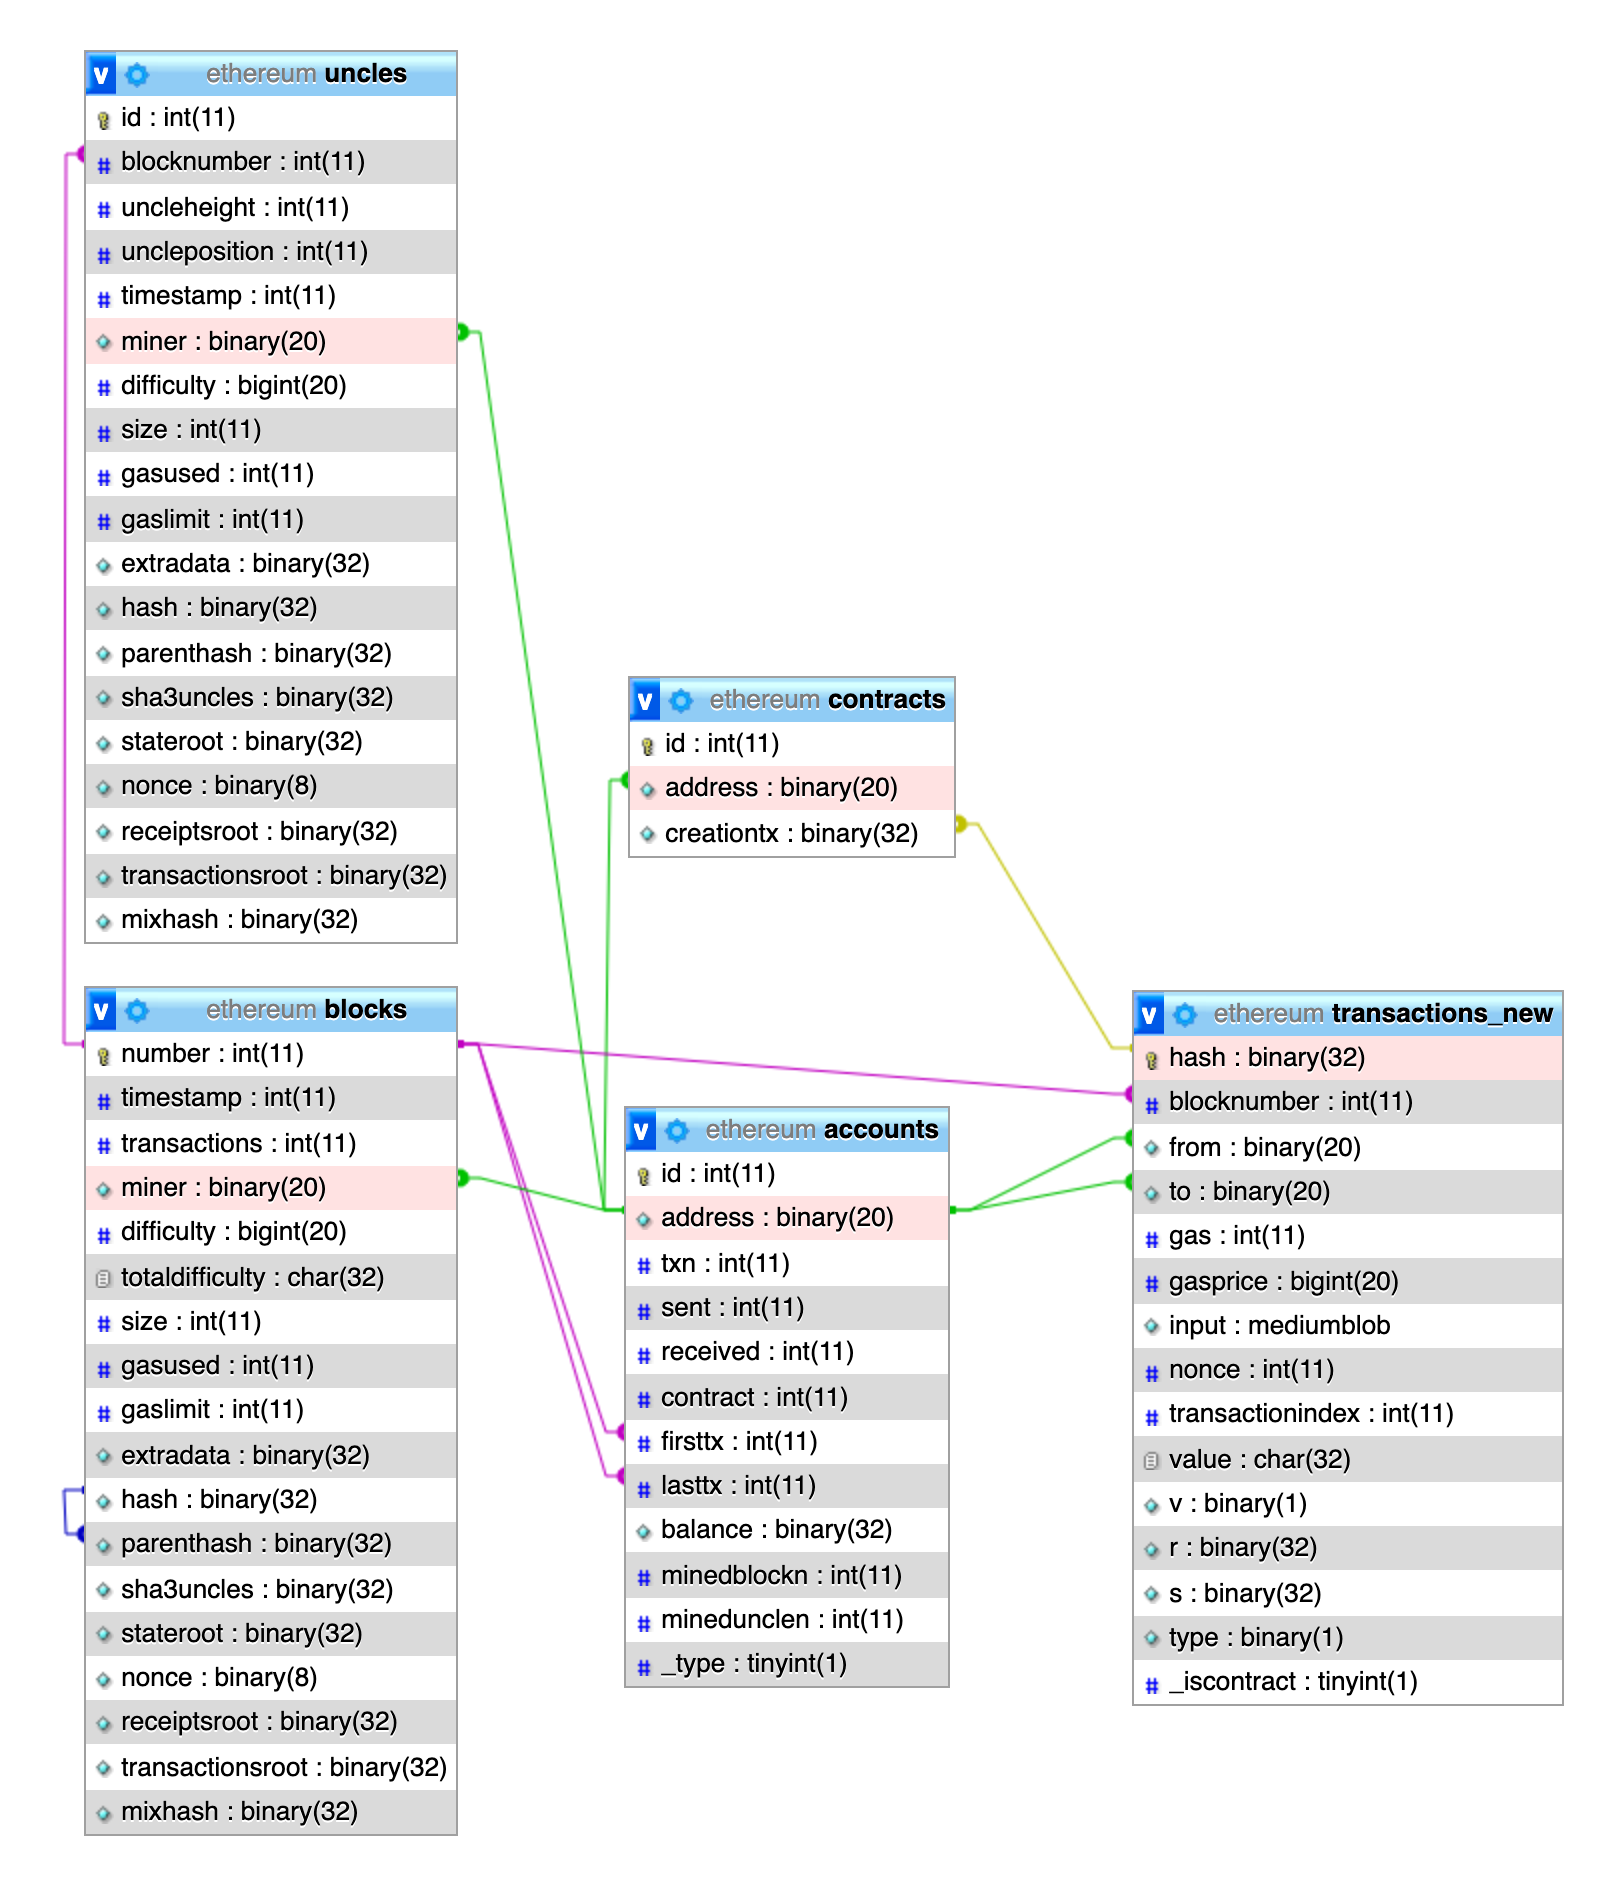 v ethereum uncles
id : int(11)
# blocknumber : int(11)
# uncleheight : int(11)
# uncleposition : int(11)
# timestamp : int(11)
miner : binary(20)
# difficulty : bigint(20)
# size : int(11)
# gasused : int(11)
# gaslimit : int(11)
extradata : binary(32)
hash : binary(32)
parenthash : binary(32)
sha3uncles : binary(32)
stateroot : binary(32)
nonce : binary(8)
receiptsroot : binary(32)
transactionsroot : binary(32)
mixhash : binary(32)
v ethereum blocks
number : int(11)
# timestamp : int(11)
# transactions : int(11)
miner : binary(20)
# difficulty : bigint(20)
totaldifficulty : char(32)
# size : int(11)
# gasused : int(11)
# gaslimit : int(11)
extradata : binary(32)
hash : binary(32)
parenthash : binary(32)
sha3uncles : binary(32)
stateroot : binary(32)
nonce : binary(8)
receiptsroot : binary(32)
transactionsroot : binary(32)
mixhash : binary(32)
v ethereum contracts
id : int(11)
address : binary(20)
creationtx : binary(32)
v ethereum accounts
id : int(11)
address : binary(20)
# txn : int(11)
# sent : int(11)
# received : int(11)
# contract : int(11)
# firsttx : int(11)
# lasttx : int(11)
balance : binary(32)
# minedblockn : int(11)
# minedunclen : int(11)
# _type : tinyint(1)
v ethereum transactions_new
hash : binary(32)
# blocknumber : int(11)
from : binary(20)
to : binary(20)
# gas : int(11)
# gasprice : bigint(20)
input : mediumblob
# nonce : int(11)
# transactionindex : int(11)
value : char(32)
v : binary(1)
r : binary(32)
s : binary(32)
type : binary(1)
# _iscontract : tinyint(1)